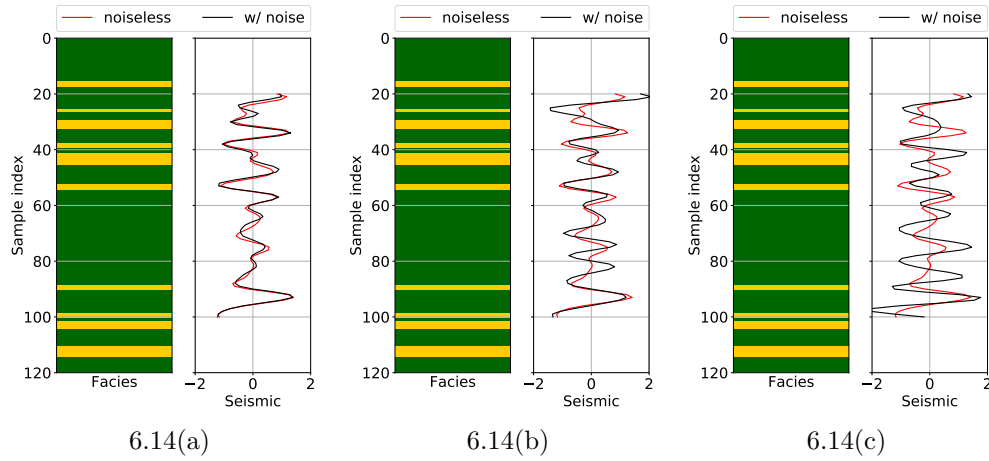 noiseless w/ noise
0
20
40
60
80
100
120
Sample index
Facies
−2 0 2
Seismic
6.14(a)
noiseless w/ noise
0
20
40
60
80
100
120
Sample index
Facies
−2 0 2
Seismic
6.14(b)
noiseless w/ noise
0
20
40
60
80
100
120
Sample index
Facies
−2 0 2
Seismic
6.14(c)